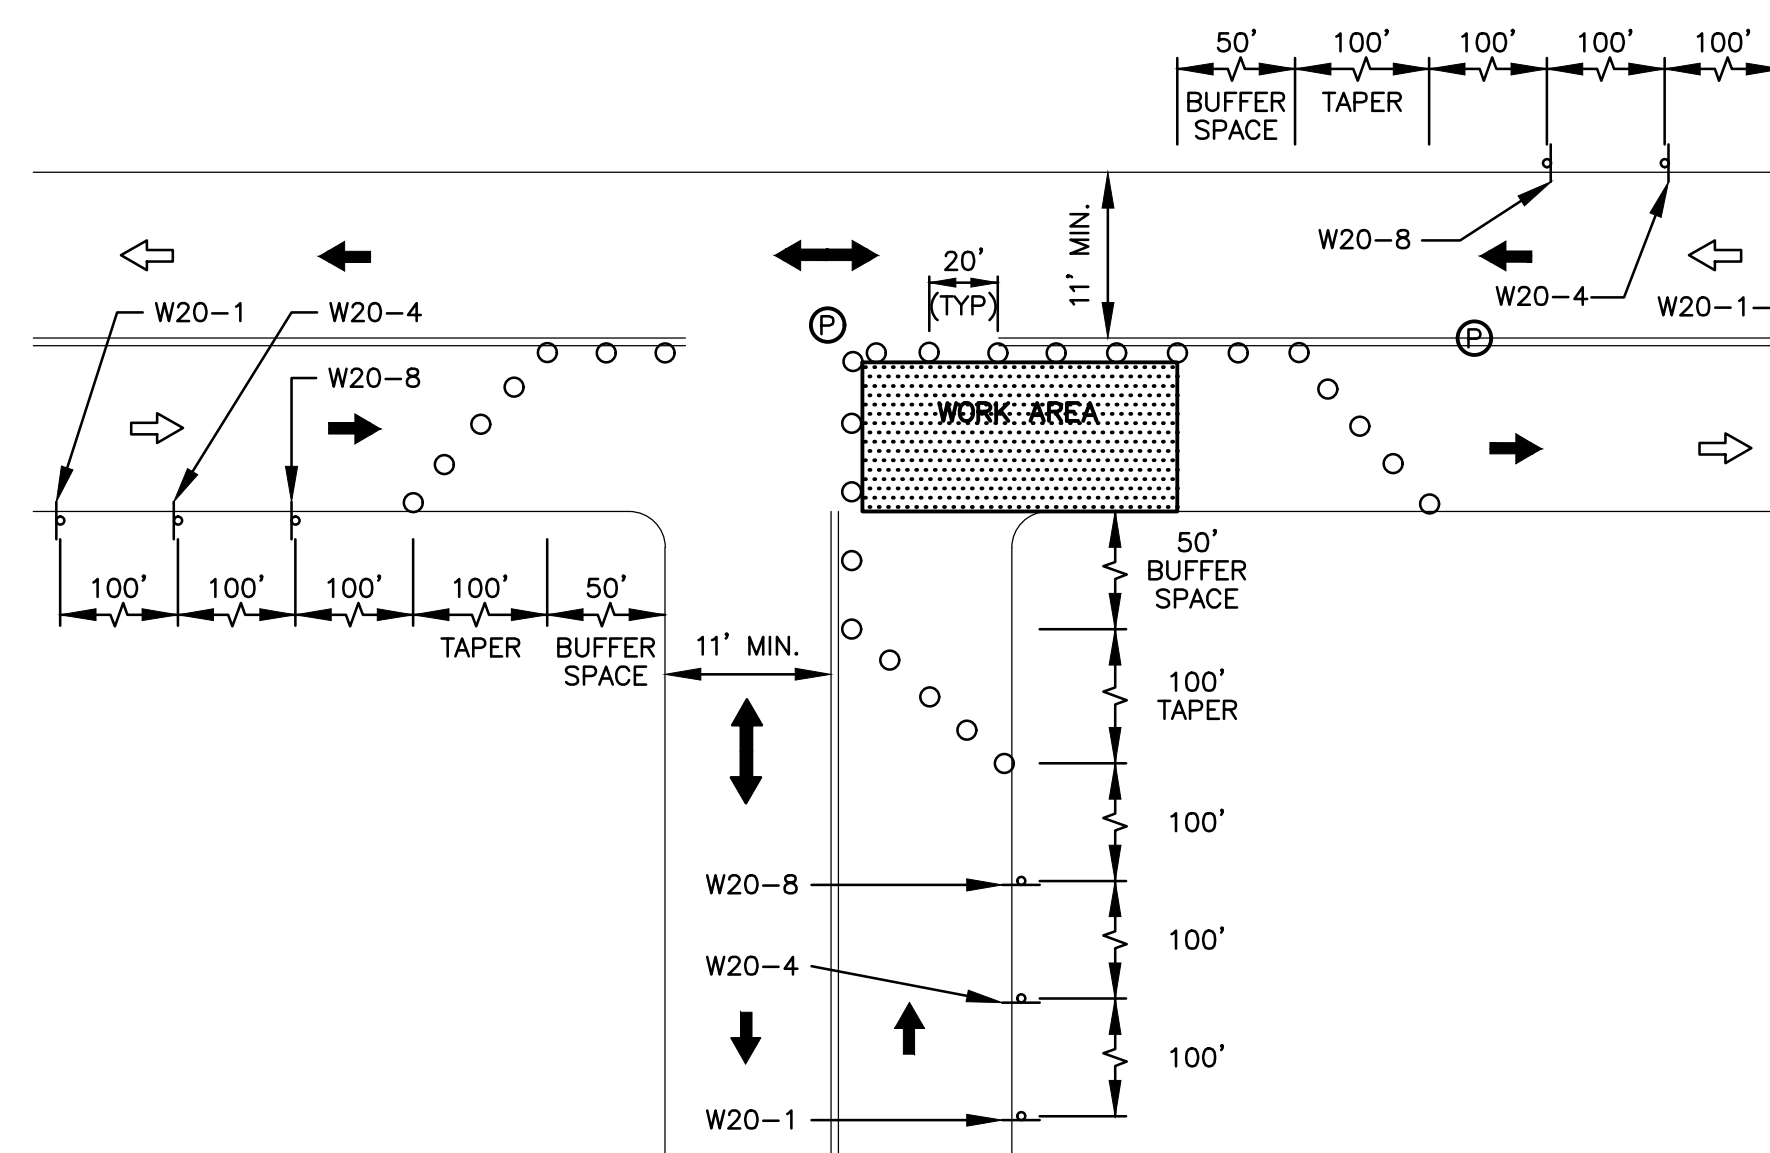 50' 100' 100' 100' 100'
BUFFER TAPER
SPACE
W20-8
11' MIN.
20'
(TYP)
W20-4
W20-1
W20-1 W20-4
P
P
W20-8
WORK AREA
50'
BUFFER
SPACE
100' 100' 100' 100' 50'
TAPER BUFFER
SPACE
11' MIN.
100'
TAPER
100'
W20-8
100'
W20-4
100'
W20-1